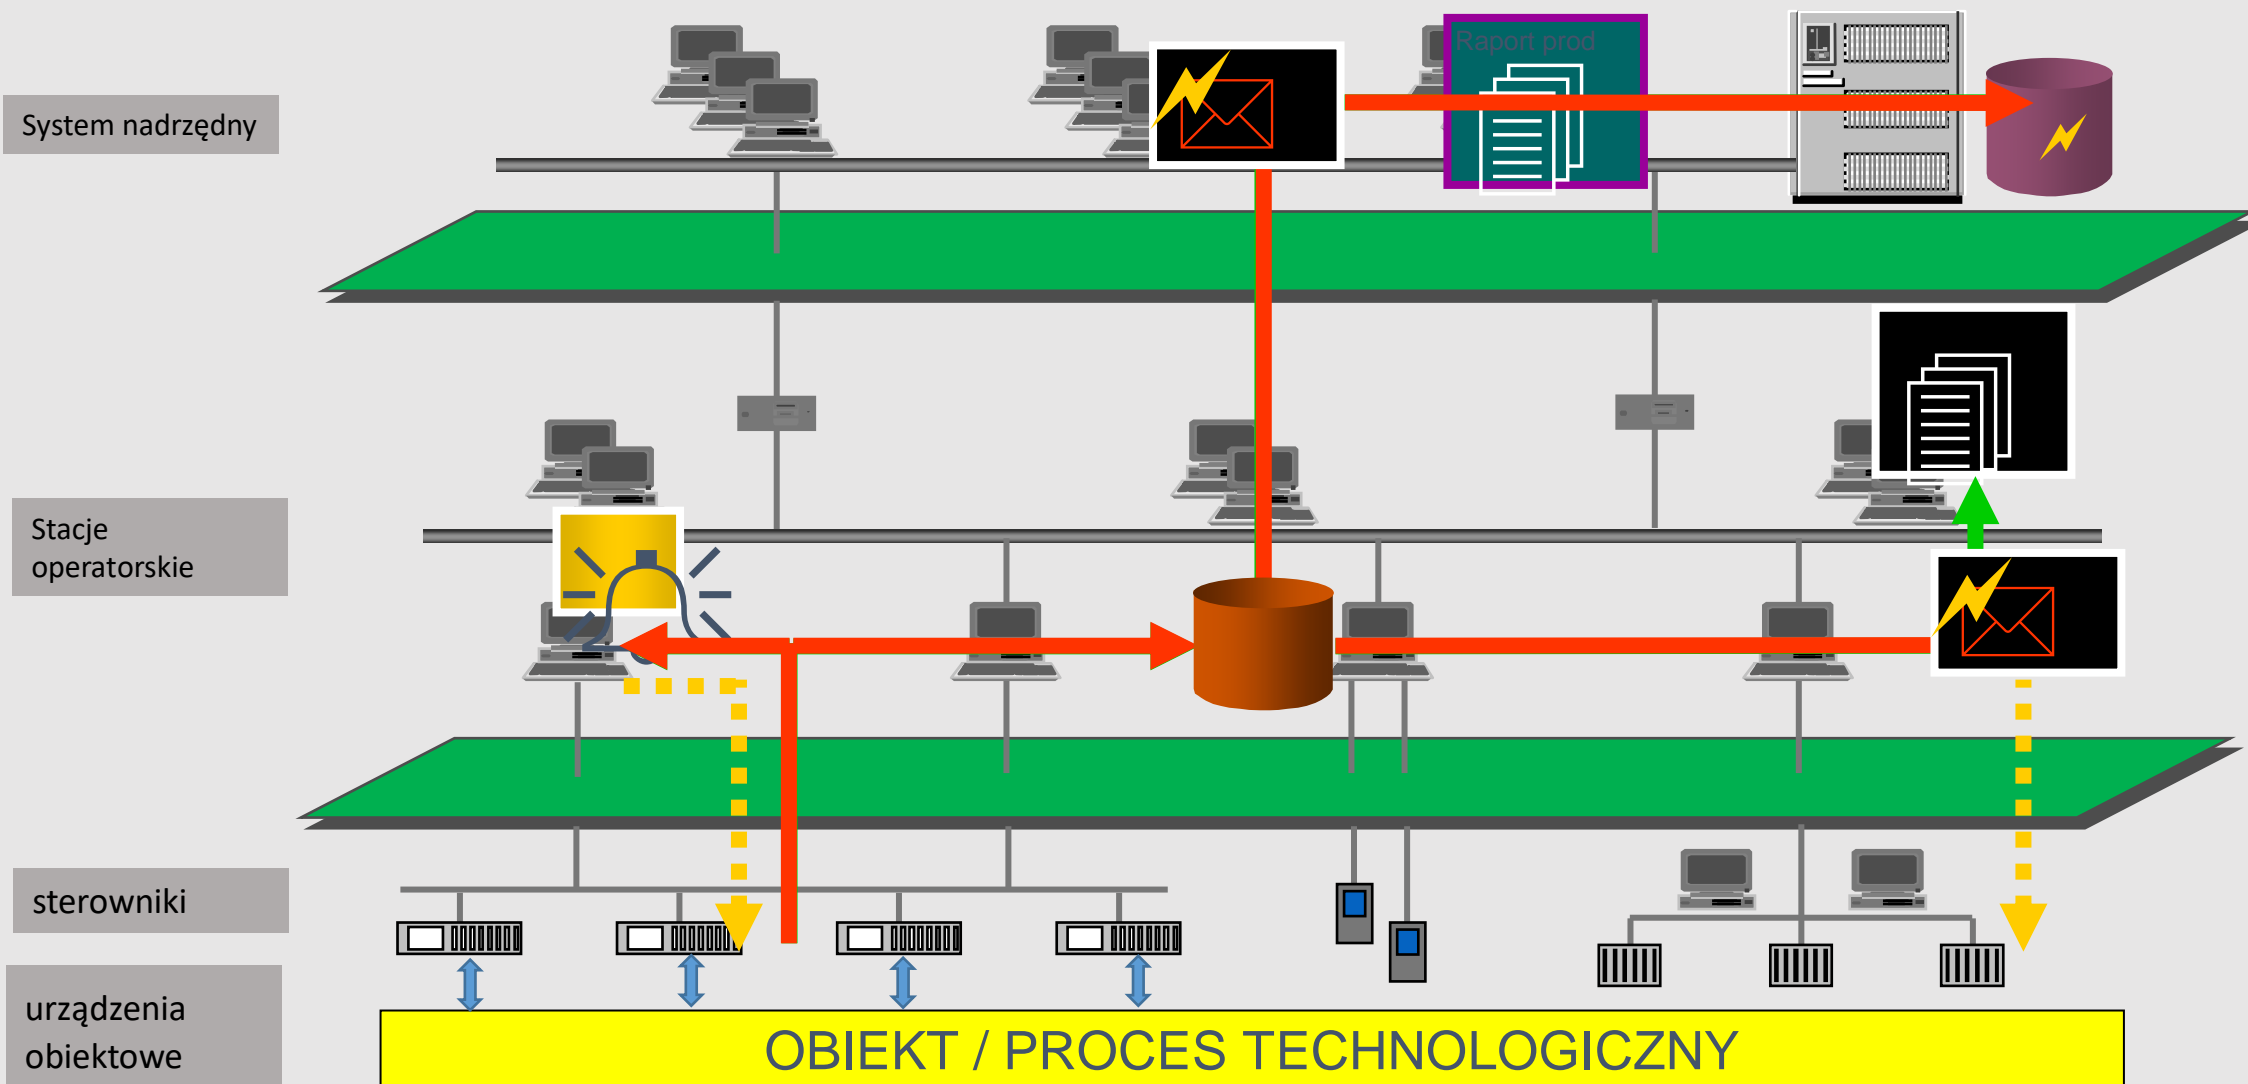 Raport prod
System nadrzędny
Stacje
operatorskie
sterowniki
urządzenia
obiektowe
OBIEKT / PROCES TECHNOLOGICZNY